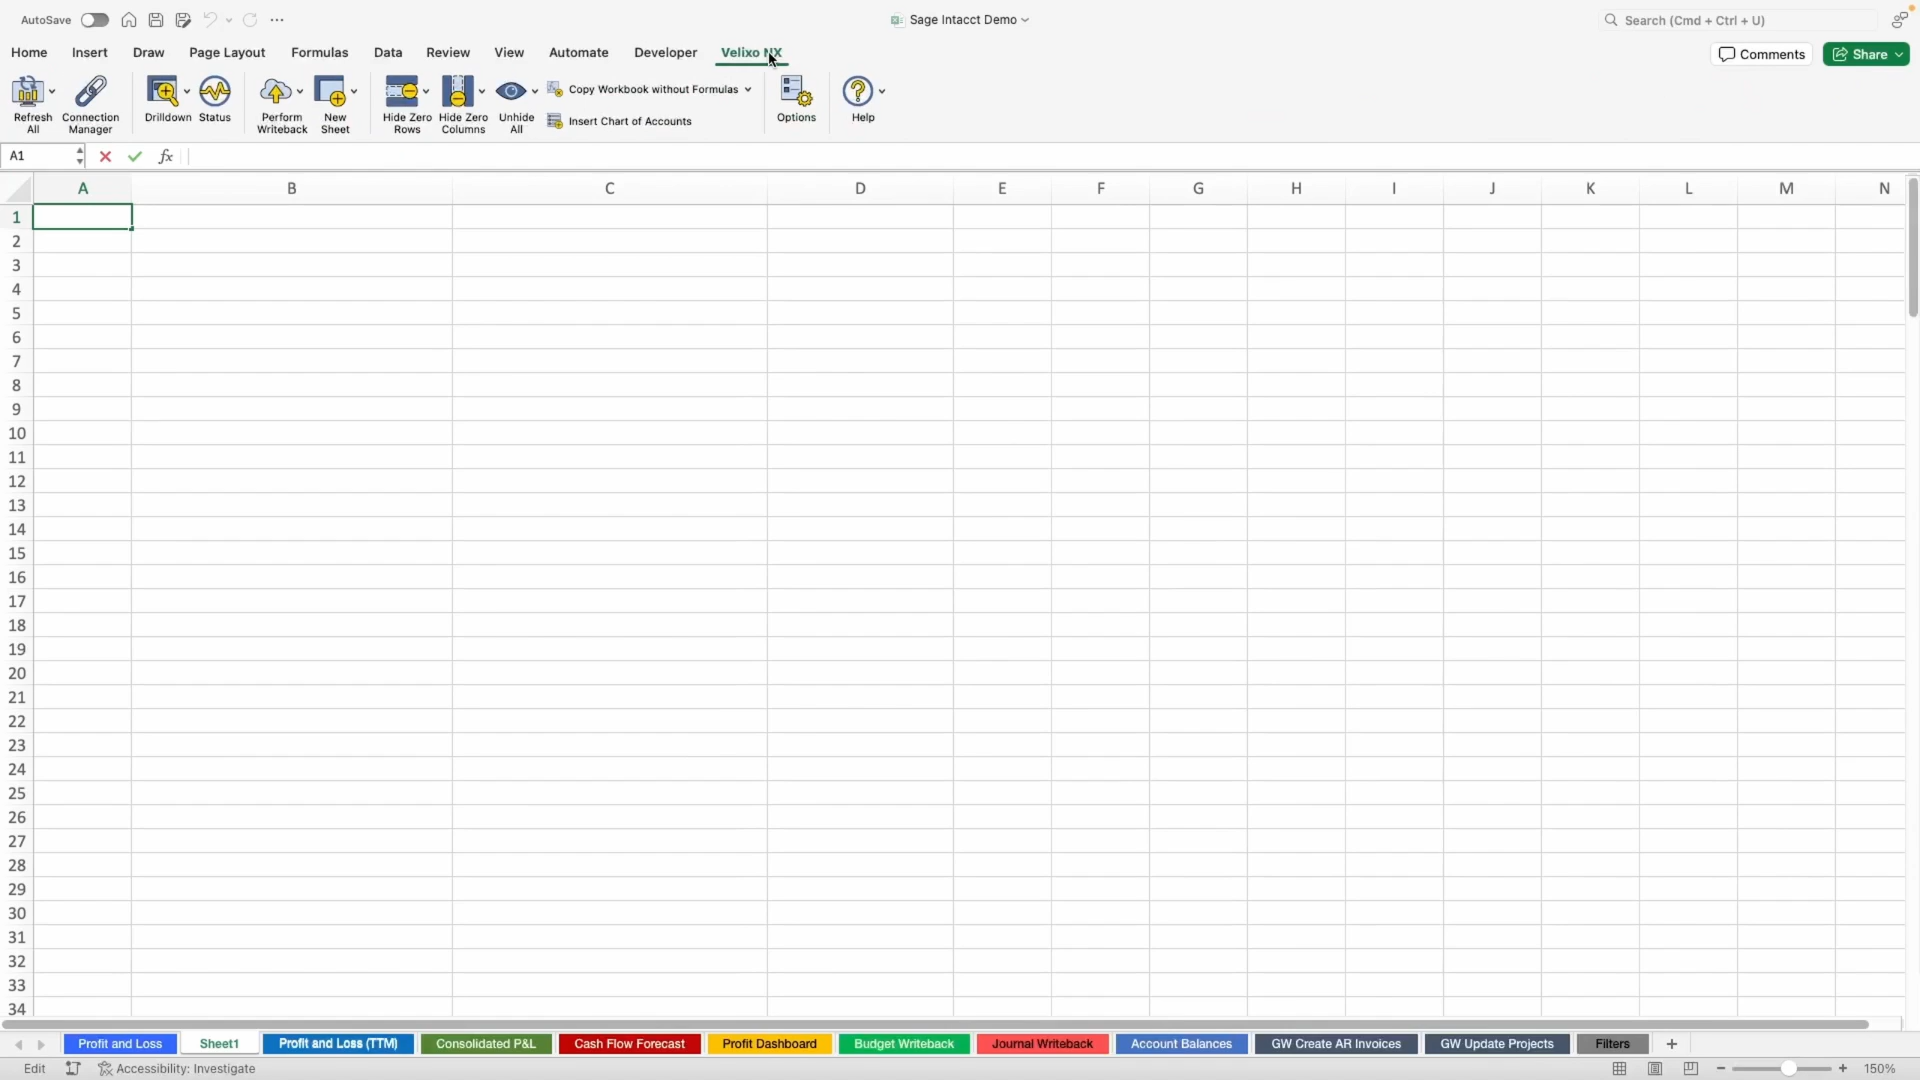 AutoSave
Sage Intacct Demo
Search (Cmd + Ctrl + U)
Home Insert Draw Page Layout Formulas Data Review View Automate Developer Velixo NX
Comments Share
Refresh All
Connection Manager
Drilldown
Status
Perform Writeback
New Sheet
Hide Zero Rows
Hide Zero Columns
Unhide All
Copy Workbook without Formulas
Insert Chart of Accounts
Options
Help
A1 fx
A B C D E F G H I J K L M N
1
2
3
4
5
6
7
8
9
10
11
12
13
14
15
16
17
18
19
20
21
22
23
24
25
26
27
28
29
30
31
32
33
34
Profit and Loss Sheet1 Profit and Loss (TTM) Consolidated P&L Cash Flow Forecast Profit Dashboard Budget Writeback Journal Writeback Account Balances GW Create AR Invoices GW Update Projects Filters +
Edit Accessibility: Investigate 150%